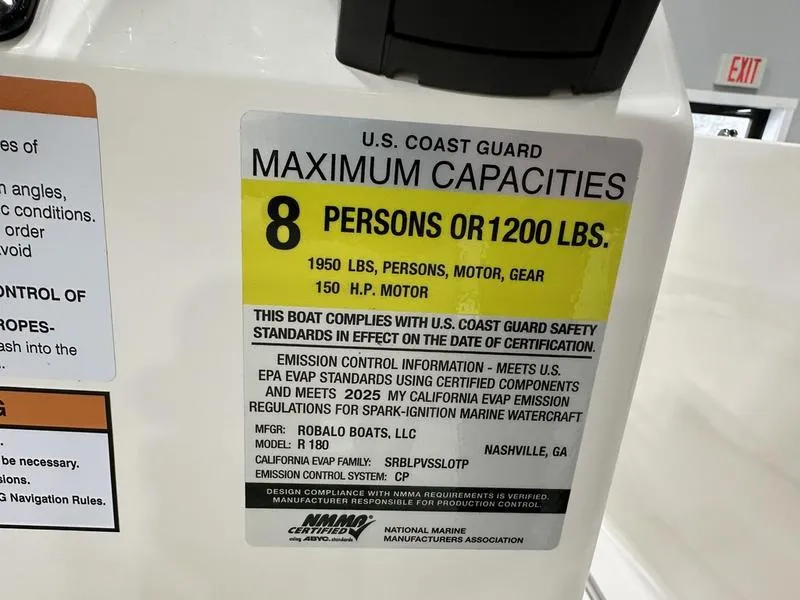 es of
angles,
c conditions.
order
void
ONTROL OF
ROPES-
ash into the
G
be necessary.
sions.
G Navigation Rules.
U.S. COAST GUARD
MAXIMUM CAPACITIES
8 PERSONS OR 1200 LBS.
1950 LBS, PERSONS, MOTOR, GEAR
150 H.P. MOTOR
THIS BOAT COMPLIES WITH U.S. COAST GUARD SAFETY
STANDARDS IN EFFECT ON THE DATE OF CERTIFICATION.
EMISSION CONTROL INFORMATION - MEETS U.S.
EPA EVAP STANDARDS USING CERTIFIED COMPONENTS
AND MEETS 2025 MY CALIFORNIA EVAP EMISSION
REGULATIONS FOR SPARK-IGNITION MARINE WATERCRAFT
MFGR: ROBALO BOATS, LLC
MODEL: R 180 NASHVILLE, GA
CALIFORNIA EVAP FAMILY: SRBLPVSSLOTP
EMISSION CONTROL SYSTEM: CP
DESIGN COMPLIANCE WITH NMMA REQUIREMENTS IS VERIFIED.
MANUFACTURER RESPONSIBLE FOR PRODUCTION CONTROL.
NMMA
CERTIFIED
using ABYC standards
NATIONAL MARINE
MANUFACTURERS ASSOCIATION
EXIT